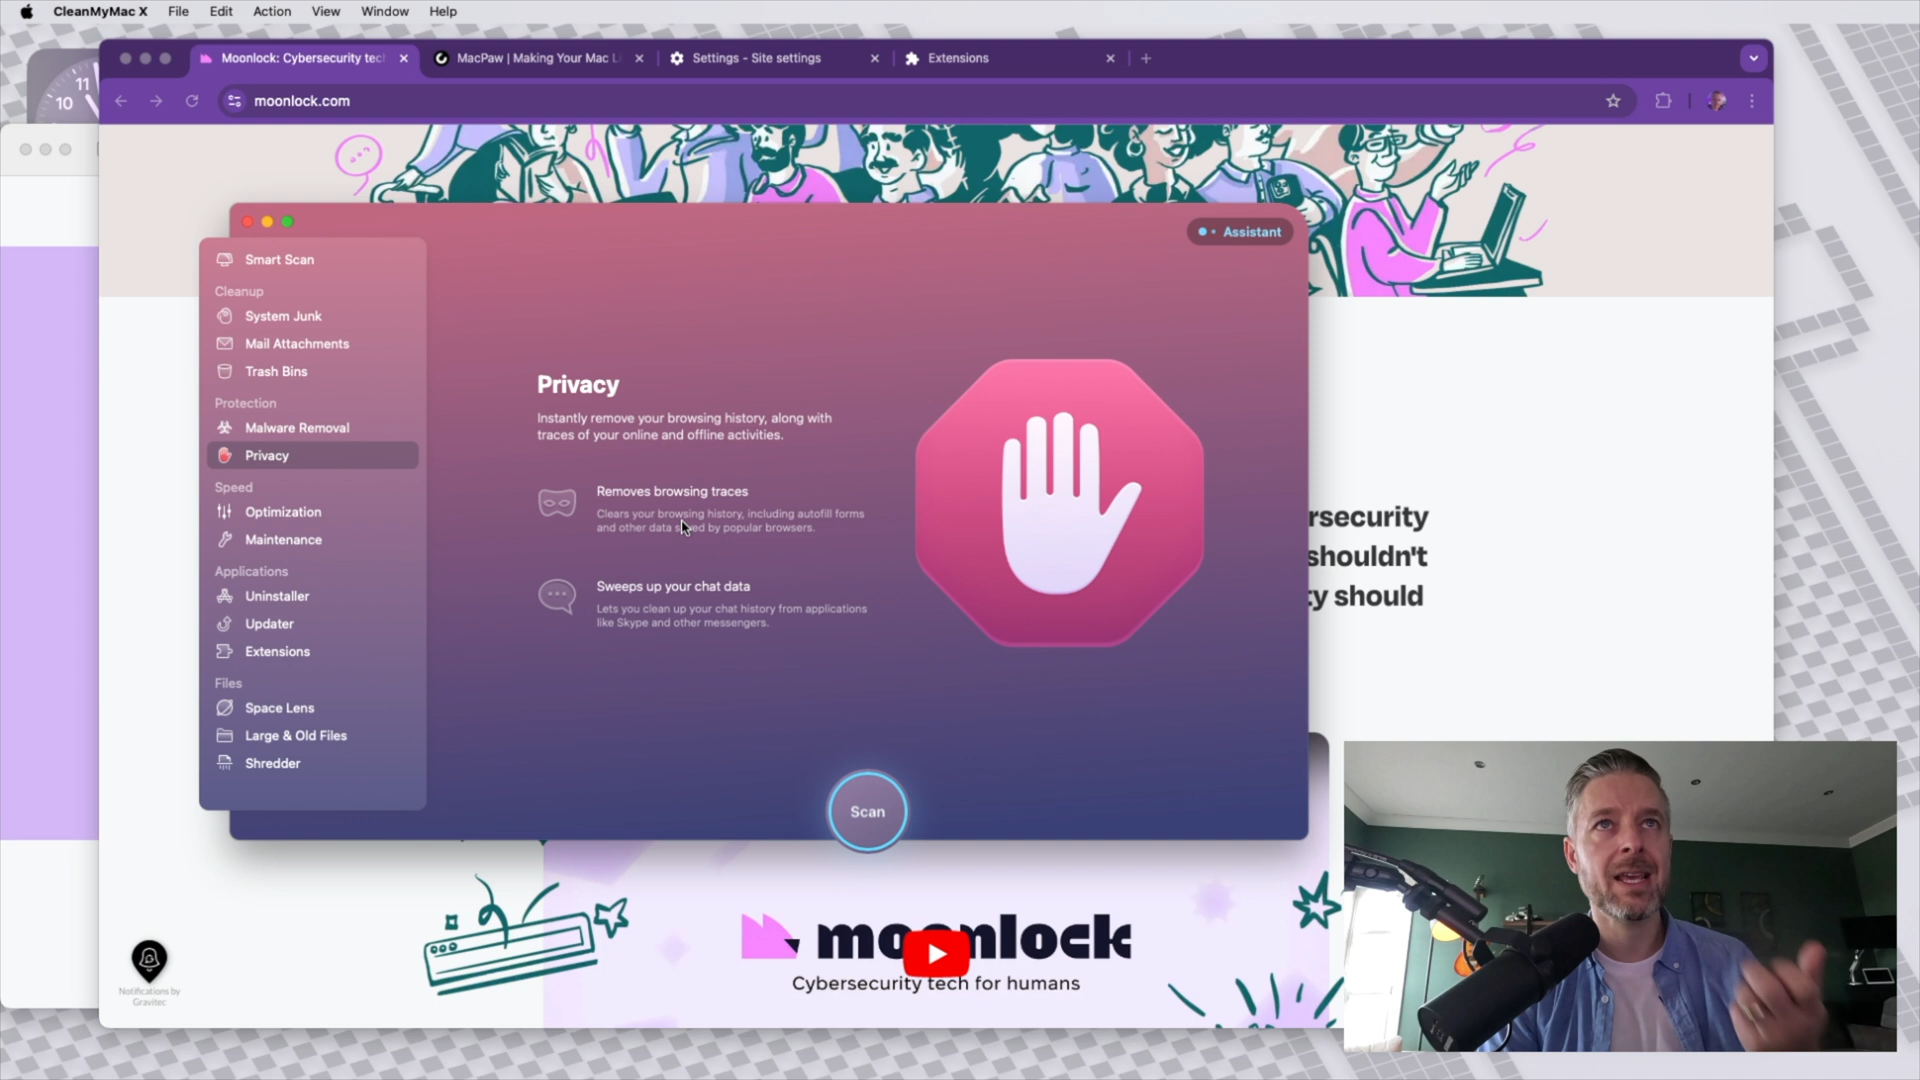 CleanMyMac X File Edit Action View Window Help
Moonlock: Cybersecurity tec
MacPaw | Making Your Mac L
Settings - Site settings
Extensions
moonlock.com
11
10
Assistant
Smart Scan
Cleanup
System Junk
Mail Attachments
Trash Bins
Protection
Malware Removal
Privacy
Speed
Optimization
Maintenance
Applications
Uninstaller
Updater
Extensions
Files
Space Lens
Large & Old Files
Shredder
Privacy
Instantly remove your browsing history, along with
traces of your online and offline activities.
Removes browsing traces
Clears your browsing history, including autofill forms
and other data by popular browsers.
Sweeps up your chat data
Lets you clean up your chat history from applications
like Skype and other messengers.
Scan
rsecurity
shouldn't
ty should
moonlock
Cybersecurity tech for humans
Notifications by
Gravitec